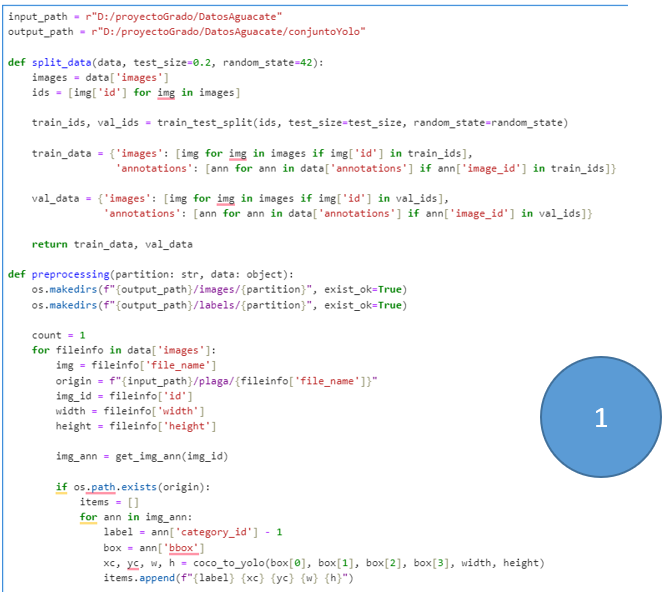 input_path = r"D:/proyectoGrado/DatosAguacate"
output_path = r"D:/proyectoGrado/DatosAguacate/conjuntoYolo"

def split_data(data, test_size=0.2, random_state=42):
    images = data['images']
    ids = [img['id'] for img in images]

    train_ids, val_ids = train_test_split(ids, test_size=test_size, random_state=random_state)

    train_data = {'images': [img for img in images if img['id'] in train_ids],
                  'annotations': [ann for ann in data['annotations'] if ann['image_id'] in train_ids]}

    val_data = {'images': [img for img in images if img['id'] in val_ids],
                'annotations': [ann for ann in data['annotations'] if ann['image_id'] in val_ids]}

    return train_data, val_data

def preprocessing(partition: str, data: object):
    os.makedirs(f"{output_path}/images/{partition}", exist_ok=True)
    os.makedirs(f"{output_path}/labels/{partition}", exist_ok=True)

    count = 1
    for fileinfo in data['images']:
        img = fileinfo['file_name']
        origin = f"{input_path}/plaga/{fileinfo['file_name']}"
        img_id = fileinfo['id']
        width = fileinfo['width']
        height = fileinfo['height']

        img_ann = get_img_ann(img_id)

        if os.path.exists(origin):
            items = []
            for ann in img_ann:
                label = ann['category_id'] - 1
                box = ann['bbox']
                xc, yc, w, h = coco_to_yolo(box[0], box[1], box[2], box[3], width, height)
                items.append(f"{label} {xc} {yc} {w} {h}")
1